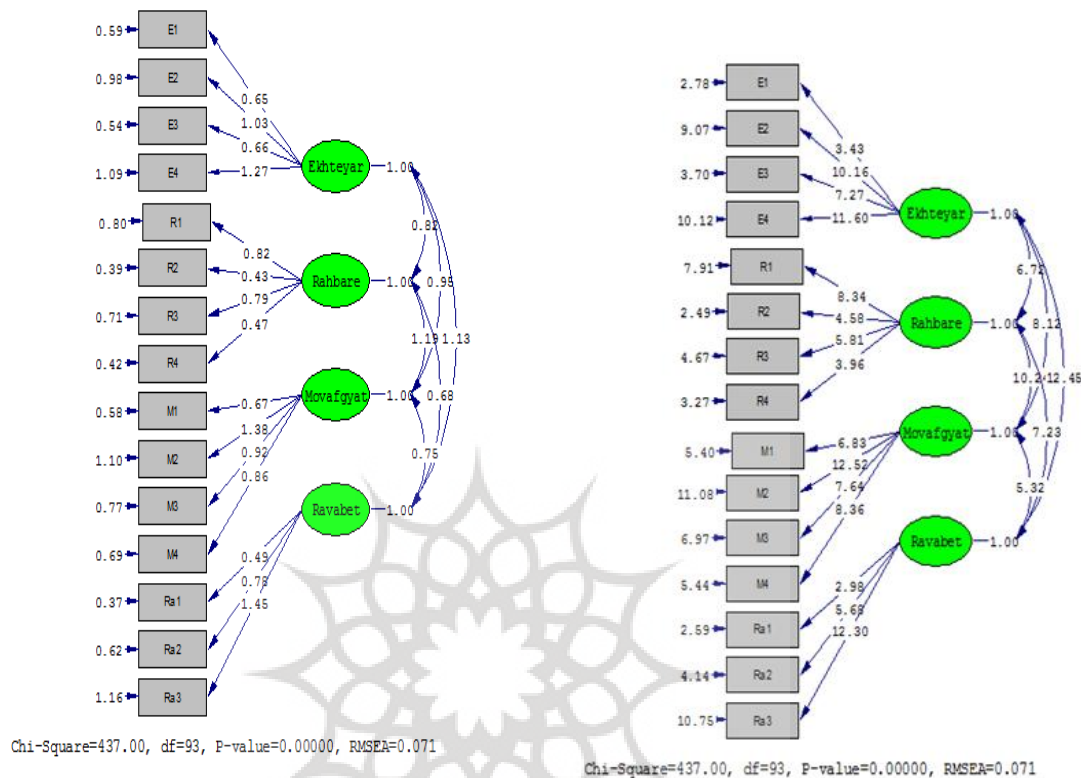 0.59 E1
0.98 E2
0.54 E3
1.09 E4
0.65
1.03
0.66
1.27
Ekhteyar 1.00
0.80 R1
0.39 R2
0.71 R3
0.42 R4
0.82
0.43
0.79
0.47
Rahbare 1.00
0.58 M1
1.10 M2
0.77 M3
0.69 M4
0.67
1.38
0.92
0.86
Movafgyat 1.00
0.37 Ra1
0.62 Ra2
1.16 Ra3
0.49
0.78
1.45
Ravabet 1.00
0.82
0.95
1.19
1.13
0.68
0.75
Chi-Square=437.00, df=93, P-value=0.00000, RMSEA=0.071
2.78 E1
9.07 E2
3.70 E3
10.12 E4
3.43
10.16
7.27
11.60
Ekhteyar 1.00
7.91 R1
2.49 R2
4.67 R3
3.27 R4
8.34
4.58
5.81
3.96
Rahbare 1.00
5.40 M1
11.08 M2
6.97 M3
5.44 M4
6.83
12.52
7.64
8.36
Movafgyat 1.00
2.59 Ra1
4.14 Ra2
10.75 Ra3
2.98
5.68
12.30
Ravabet 1.00
6.72
8.12
12.45
7.23
5.32
Chi-Square=437.00, df=93, P-value=0.00000, RMSEA=0.071